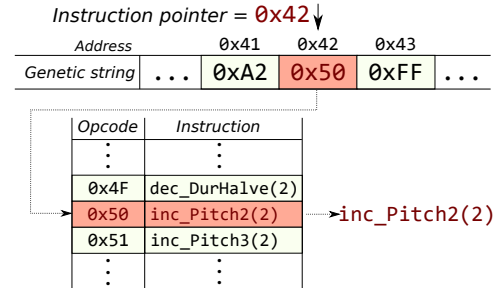 Instruction pointer = 0x42
Address 0x41 0x42 0x43
Genetic string ... 0xA2 0x50 0xFF ...
Opcode Instruction
0x4F dec_DurHalve(2)
0x50 inc_Pitch2(2) inc_Pitch2(2)
0x51 inc_Pitch3(2)